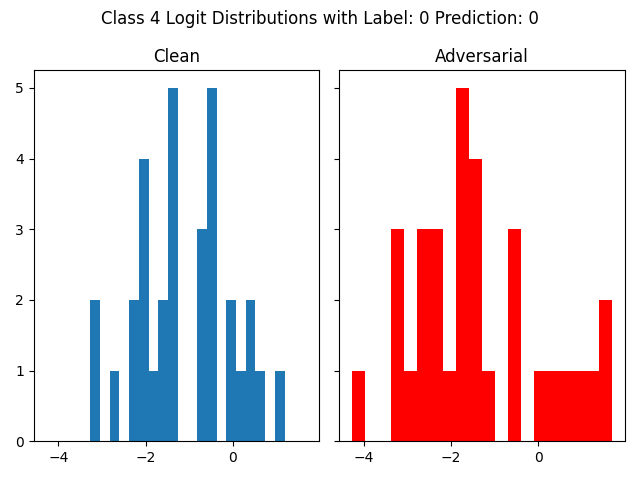 Class 4 Logit Distributions with Label: 0 Prediction: 0
Clean
Adversarial
5
4
3
2
1
0
−4 −2 0
−4 −2 0